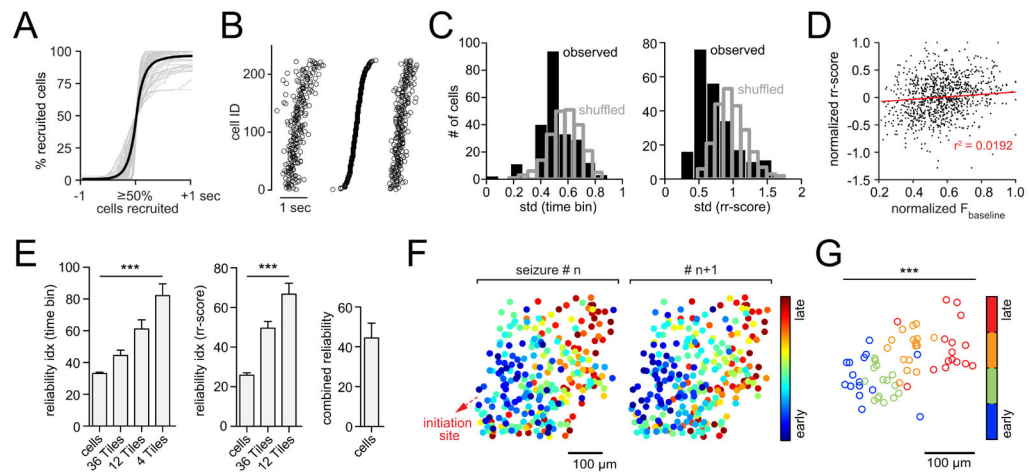 A
100
75
50
25
0
% recruited cells
-1
≥50%
+1 sec
cells recruited
B
200
100
0
cell ID
1 sec
C
80
60
40
20
0
# of cells
observed
shuffled
0
0.2
0.4
0.6
0.8
1
std (time bin)
80
60
40
20
0
observed
shuffled
0
0.5
1.0
1.5
2
std (rr-score)
D
1.0
0.5
0
-0.5
-1.0
-1.5
normalized rr-score
r² = 0.0192
0.2
0.4
0.6
0.8
1.0
normalized Fbaseline
E
100
80
60
40
20
0
reliability idx (time bin)
***
cells
36 Tiles
12 Tiles
4 Tiles
80
60
40
20
0
reliability idx (rr-score)
***
cells
36 Tiles
12 Tiles
60
40
20
0
combined reliability
cells
F
seizure # n
# n+1
initiation
site
late
early
100 µm
G
***
late
early
100 µm